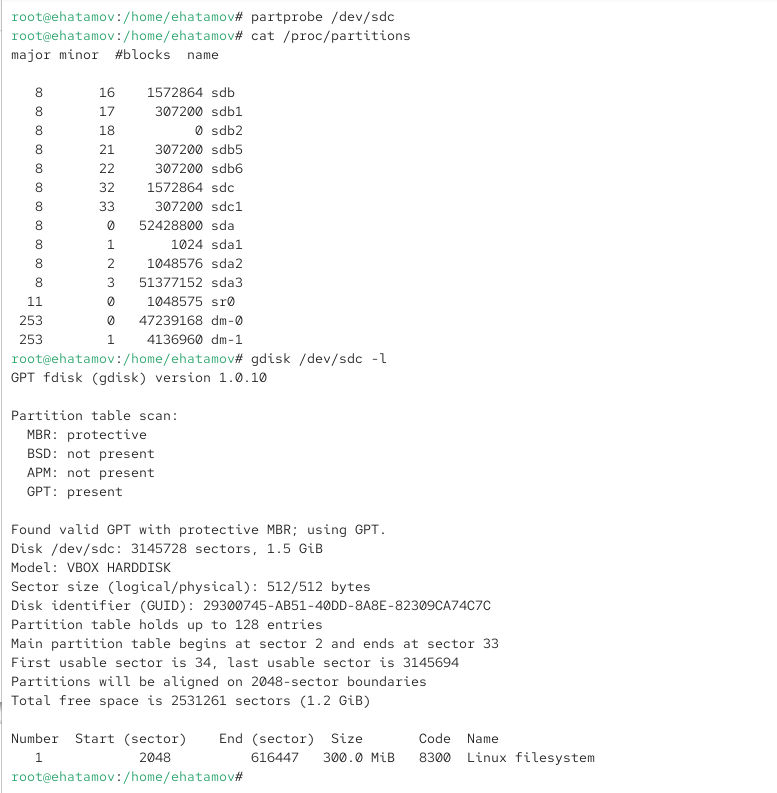 root@ehatamov:/home/ehatamov# partprobe /dev/sdc
root@ehatamov:/home/ehatamov# cat /proc/partitions
major minor  #blocks  name

   8       16    1572864 sdb
   8       17     307200 sdb1
   8       18          0 sdb2
   8       21     307200 sdb5
   8       22     307200 sdb6
   8       32    1572864 sdc
   8       33     307200 sdc1
   8        0   52428800 sda
   8        1       1024 sda1
   8        2    1048576 sda2
   8        3   51377152 sda3
  11        0    1048575 sr0
 253        0   47239168 dm-0
 253        1    4136960 dm-1
root@ehatamov:/home/ehatamov# gdisk /dev/sdc -l
GPT fdisk (gdisk) version 1.0.10

Partition table scan:
  MBR: protective
  BSD: not present
  APM: not present
  GPT: present

Found valid GPT with protective MBR; using GPT.
Disk /dev/sdc: 3145728 sectors, 1.5 GiB
Model: VBOX HARDDISK
Sector size (logical/physical): 512/512 bytes
Disk identifier (GUID): 29300745-AB51-40DD-8A8E-82309CA74C7C
Partition table holds up to 128 entries
Main partition table begins at sector 2 and ends at sector 33
First usable sector is 34, last usable sector is 3145694
Partitions will be aligned on 2048-sector boundaries
Total free space is 2531261 sectors (1.2 GiB)

Number  Start (sector)    End (sector)  Size       Code  Name
   1            2048          616447   300.0 MiB   8300  Linux filesystem
root@ehatamov:/home/ehatamov#